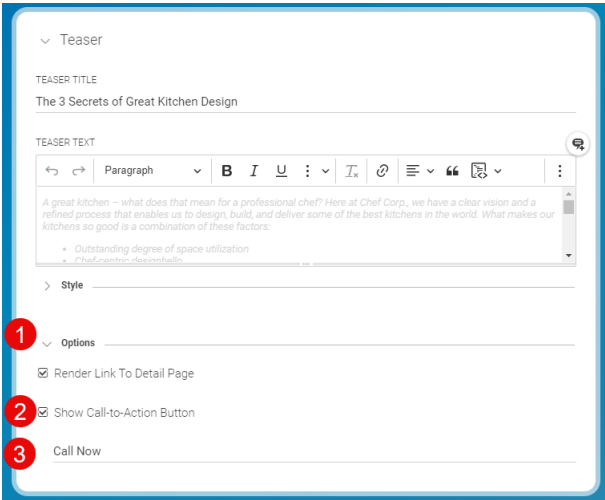 Teaser
TEASER TITLE
The 3 Secrets of Great Kitchen Design
TEASER TEXT
Paragraph B I U
A great kitchen – what does that mean for a professional chef? Here at Chef Corp., we have a clear vision and a
refined process that enables us to design, build, and deliver some of the best kitchens in the world. What makes our
kitchens so good is a combination of these factors:
• Outstanding degree of space utilization
• Chef-centric designhello
Style
1
Options
Render Link To Detail Page
2 Show Call-to-Action Button
3 Call Now